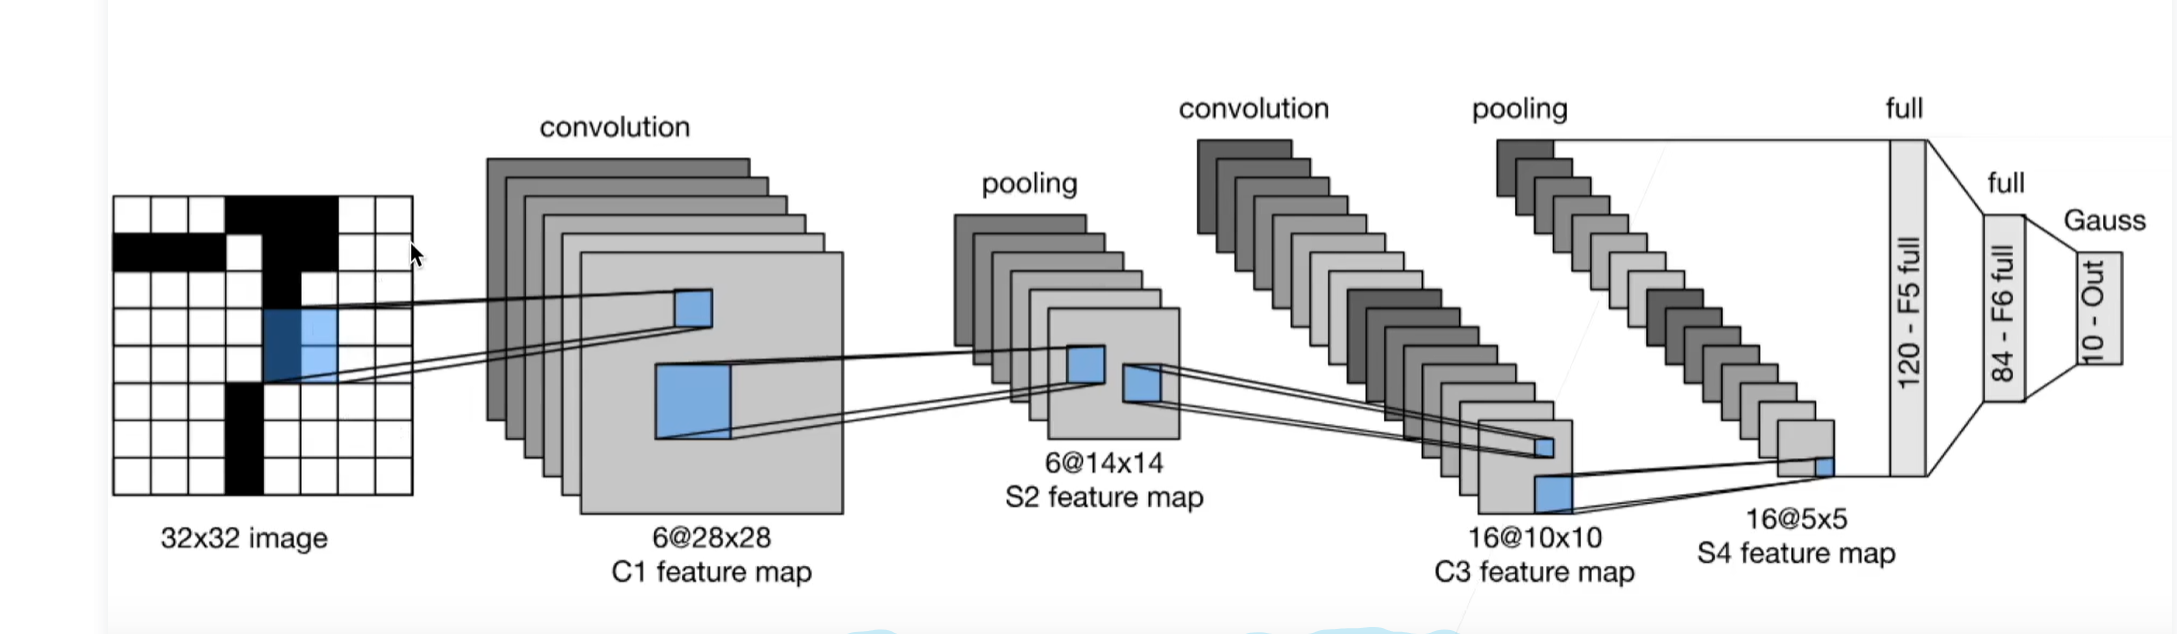 convolution
pooling
convolution
pooling
full
full
Gauss
120 - F5 full
84 - F6 full
10 - Out
32x32 image
6@28x28
C1 feature map
6@14x14
S2 feature map
16@10x10
C3 feature map
16@5x5
S4 feature map